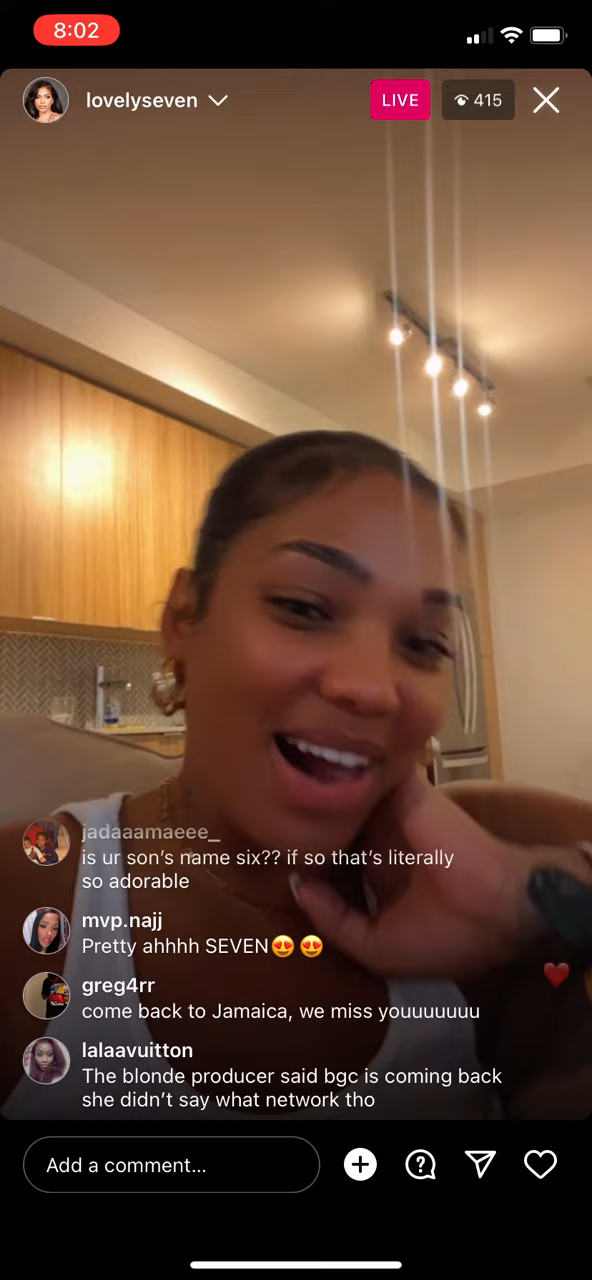 8:02
lovelyseven
LIVE
415
jadaaamaeee_
is ur son's name six?? if so that's literally
so adorable
mvp.najj
Pretty ahhhh SEVEN😍😍
greg4rr
come back to Jamaica, we miss youuuuuuu
lalaavuitton
The blonde producer said bgc is coming back
she didn't say what network tho
Add a comment...